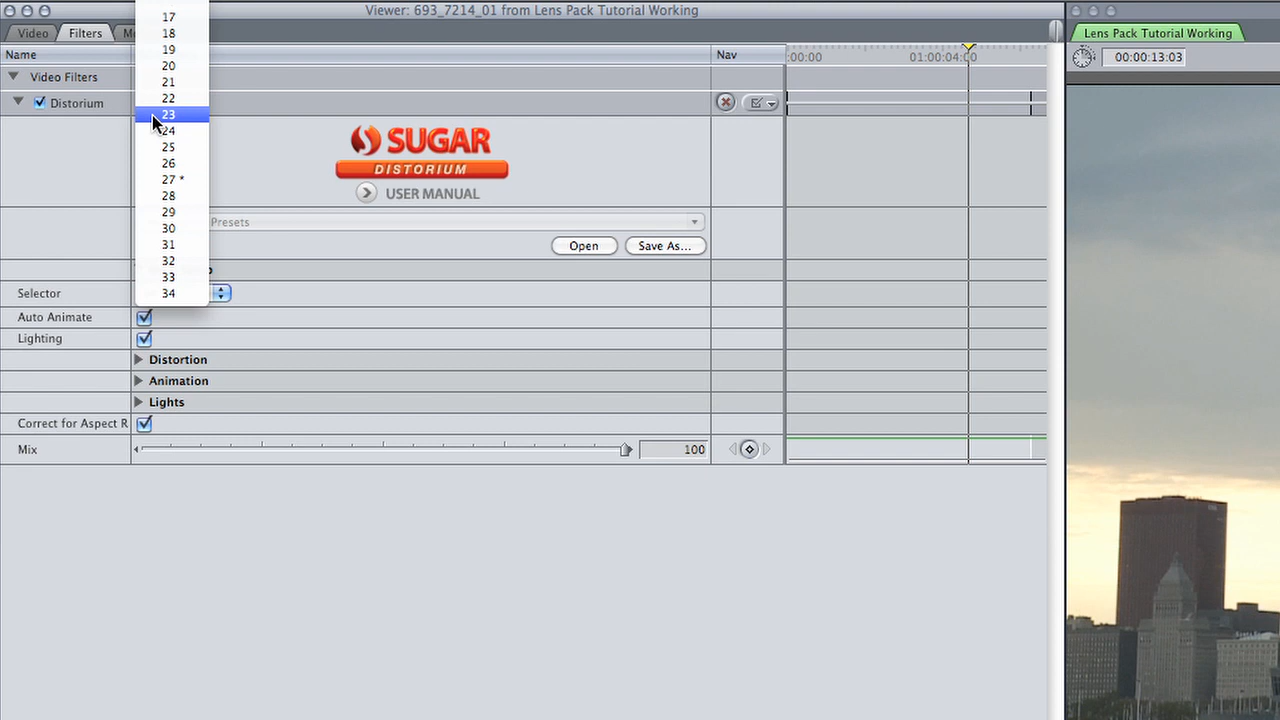 Viewer: 693_7214_01 from Lens Pack Tutorial Working
Video
Filters
Name
Nav
:00:00
01:00:04:00
Video Filters
Distorium
17
18
19
20
21
22
23
24
25
26
27 *
28
29
30
31
32
33
34
SUGAR
DISTORIUM
USER MANUAL
Presets
Open
Save As...
Selector
Auto Animate
Lighting
Distortion
Animation
Lights
Correct for Aspect R
Mix
100
Lens Pack Tutorial Working
00:00:13:03